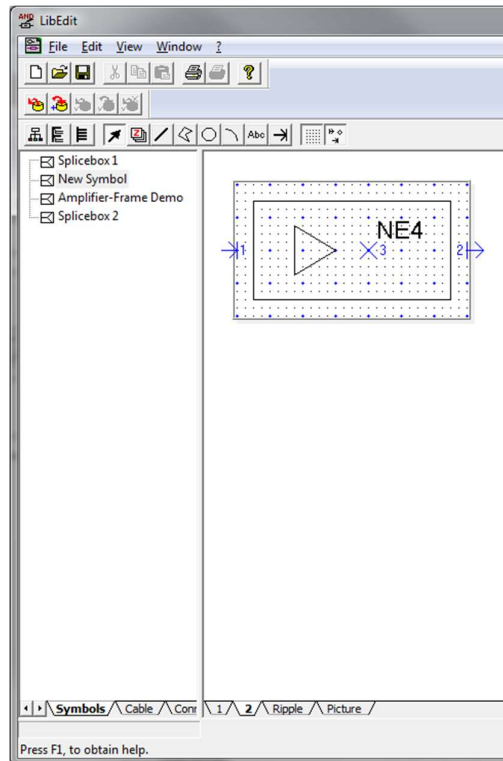 LibEdit
File Edit View Window ?
Abc
Splicebox 1
New Symbol
Amplifier-Frame Demo
Splicebox 2
NE4
1 3 2
Symbols Cable Conr 1 2 Ripple Picture
Press F1, to obtain help.